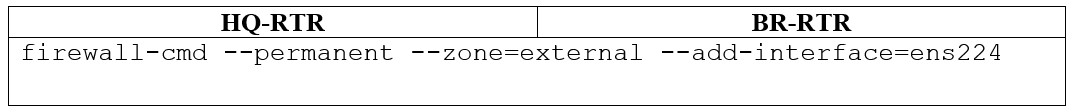 HQ-RTR BR-RTR
firewall-cmd --permanent --zone=external --add-interface=ens224